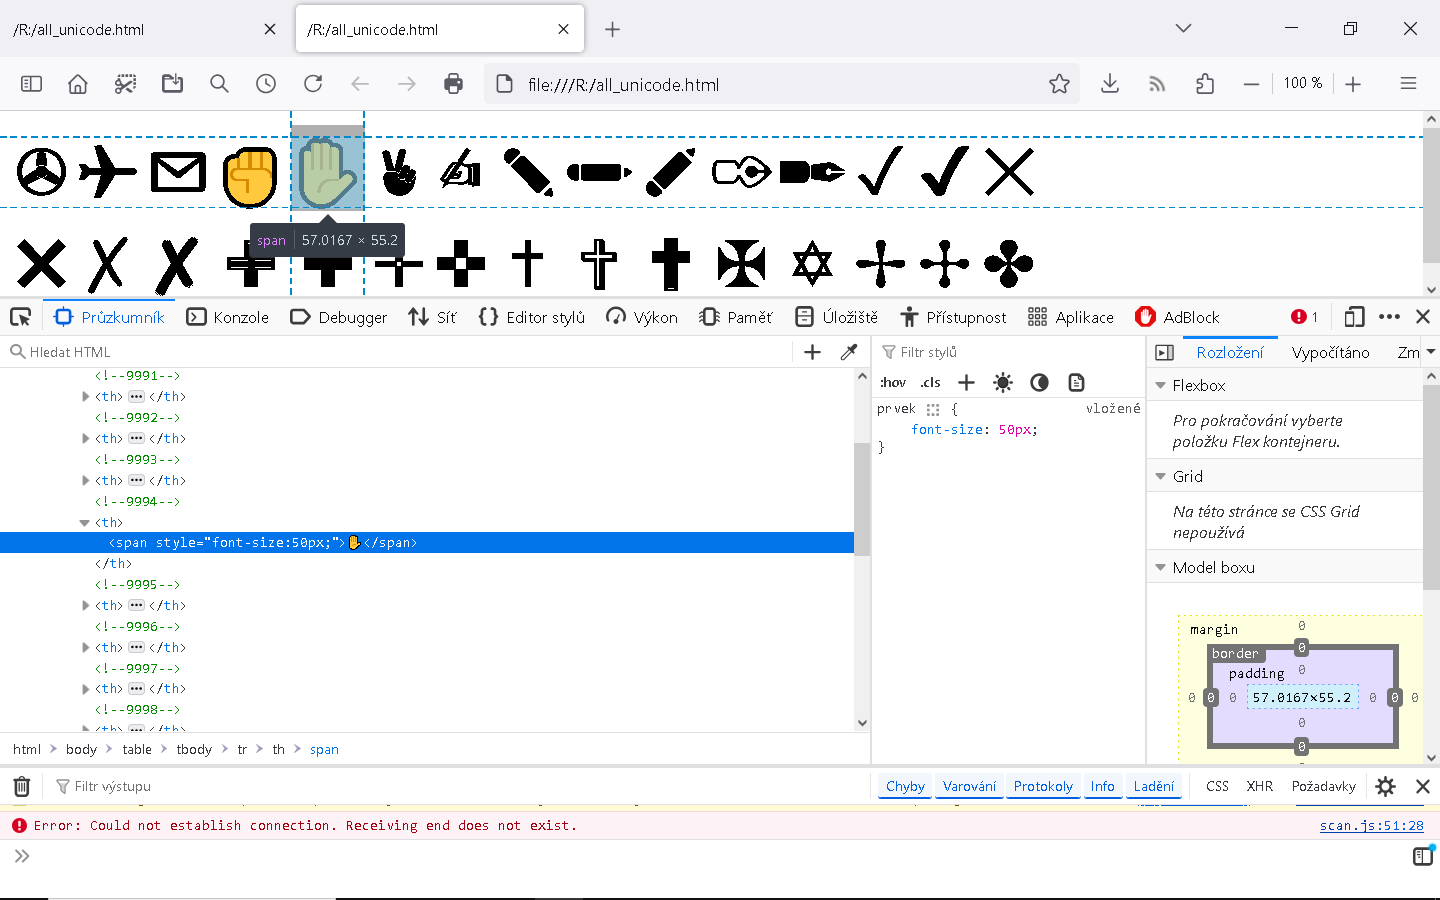 /R:/all_unicode.html
/R:/all_unicode.html
file:///R:/all_unicode.html
100 %
span 57.0167 × 55.2
Průzkumník Konzole Debugger Síť Editor stylů Výkon Paměť Úložiště Přístupnost Aplikace AdBlock 1
Hledat HTML
<!--9991-->
<th> ••• </th>
<!--9992-->
<th> ••• </th>
<!--9993-->
<th> ••• </th>
<!--9994-->
<th>
<span style="font-size:50px;">✋</span>
</th>
<!--9995-->
<th> ••• </th>
<!--9996-->
<th> ••• </th>
<!--9997-->
<th> ••• </th>
<!--9998-->
<th> ••• </th>
html > body > table > tbody > tr > th > span
Filtr stylů
:hov .cls
prvek { vložené
font-size: 50px;
}
Rozložení Vypočítáno Zm
Flexbox
Pro pokračování vyberte
položku Flex kontejneru.
Grid
Na této stránce se CSS Grid
nepoužívá
Model boxu
margin 0
border 0
padding 0
0 0 0 57.0167×55.2 0 0 0
0
0
Filtr výstupu
Chyby Varování Protokoly Info Ladění CSS XHR Požadavky
Error: Could not establish connection. Receiving end does not exist. scan.js:51:28